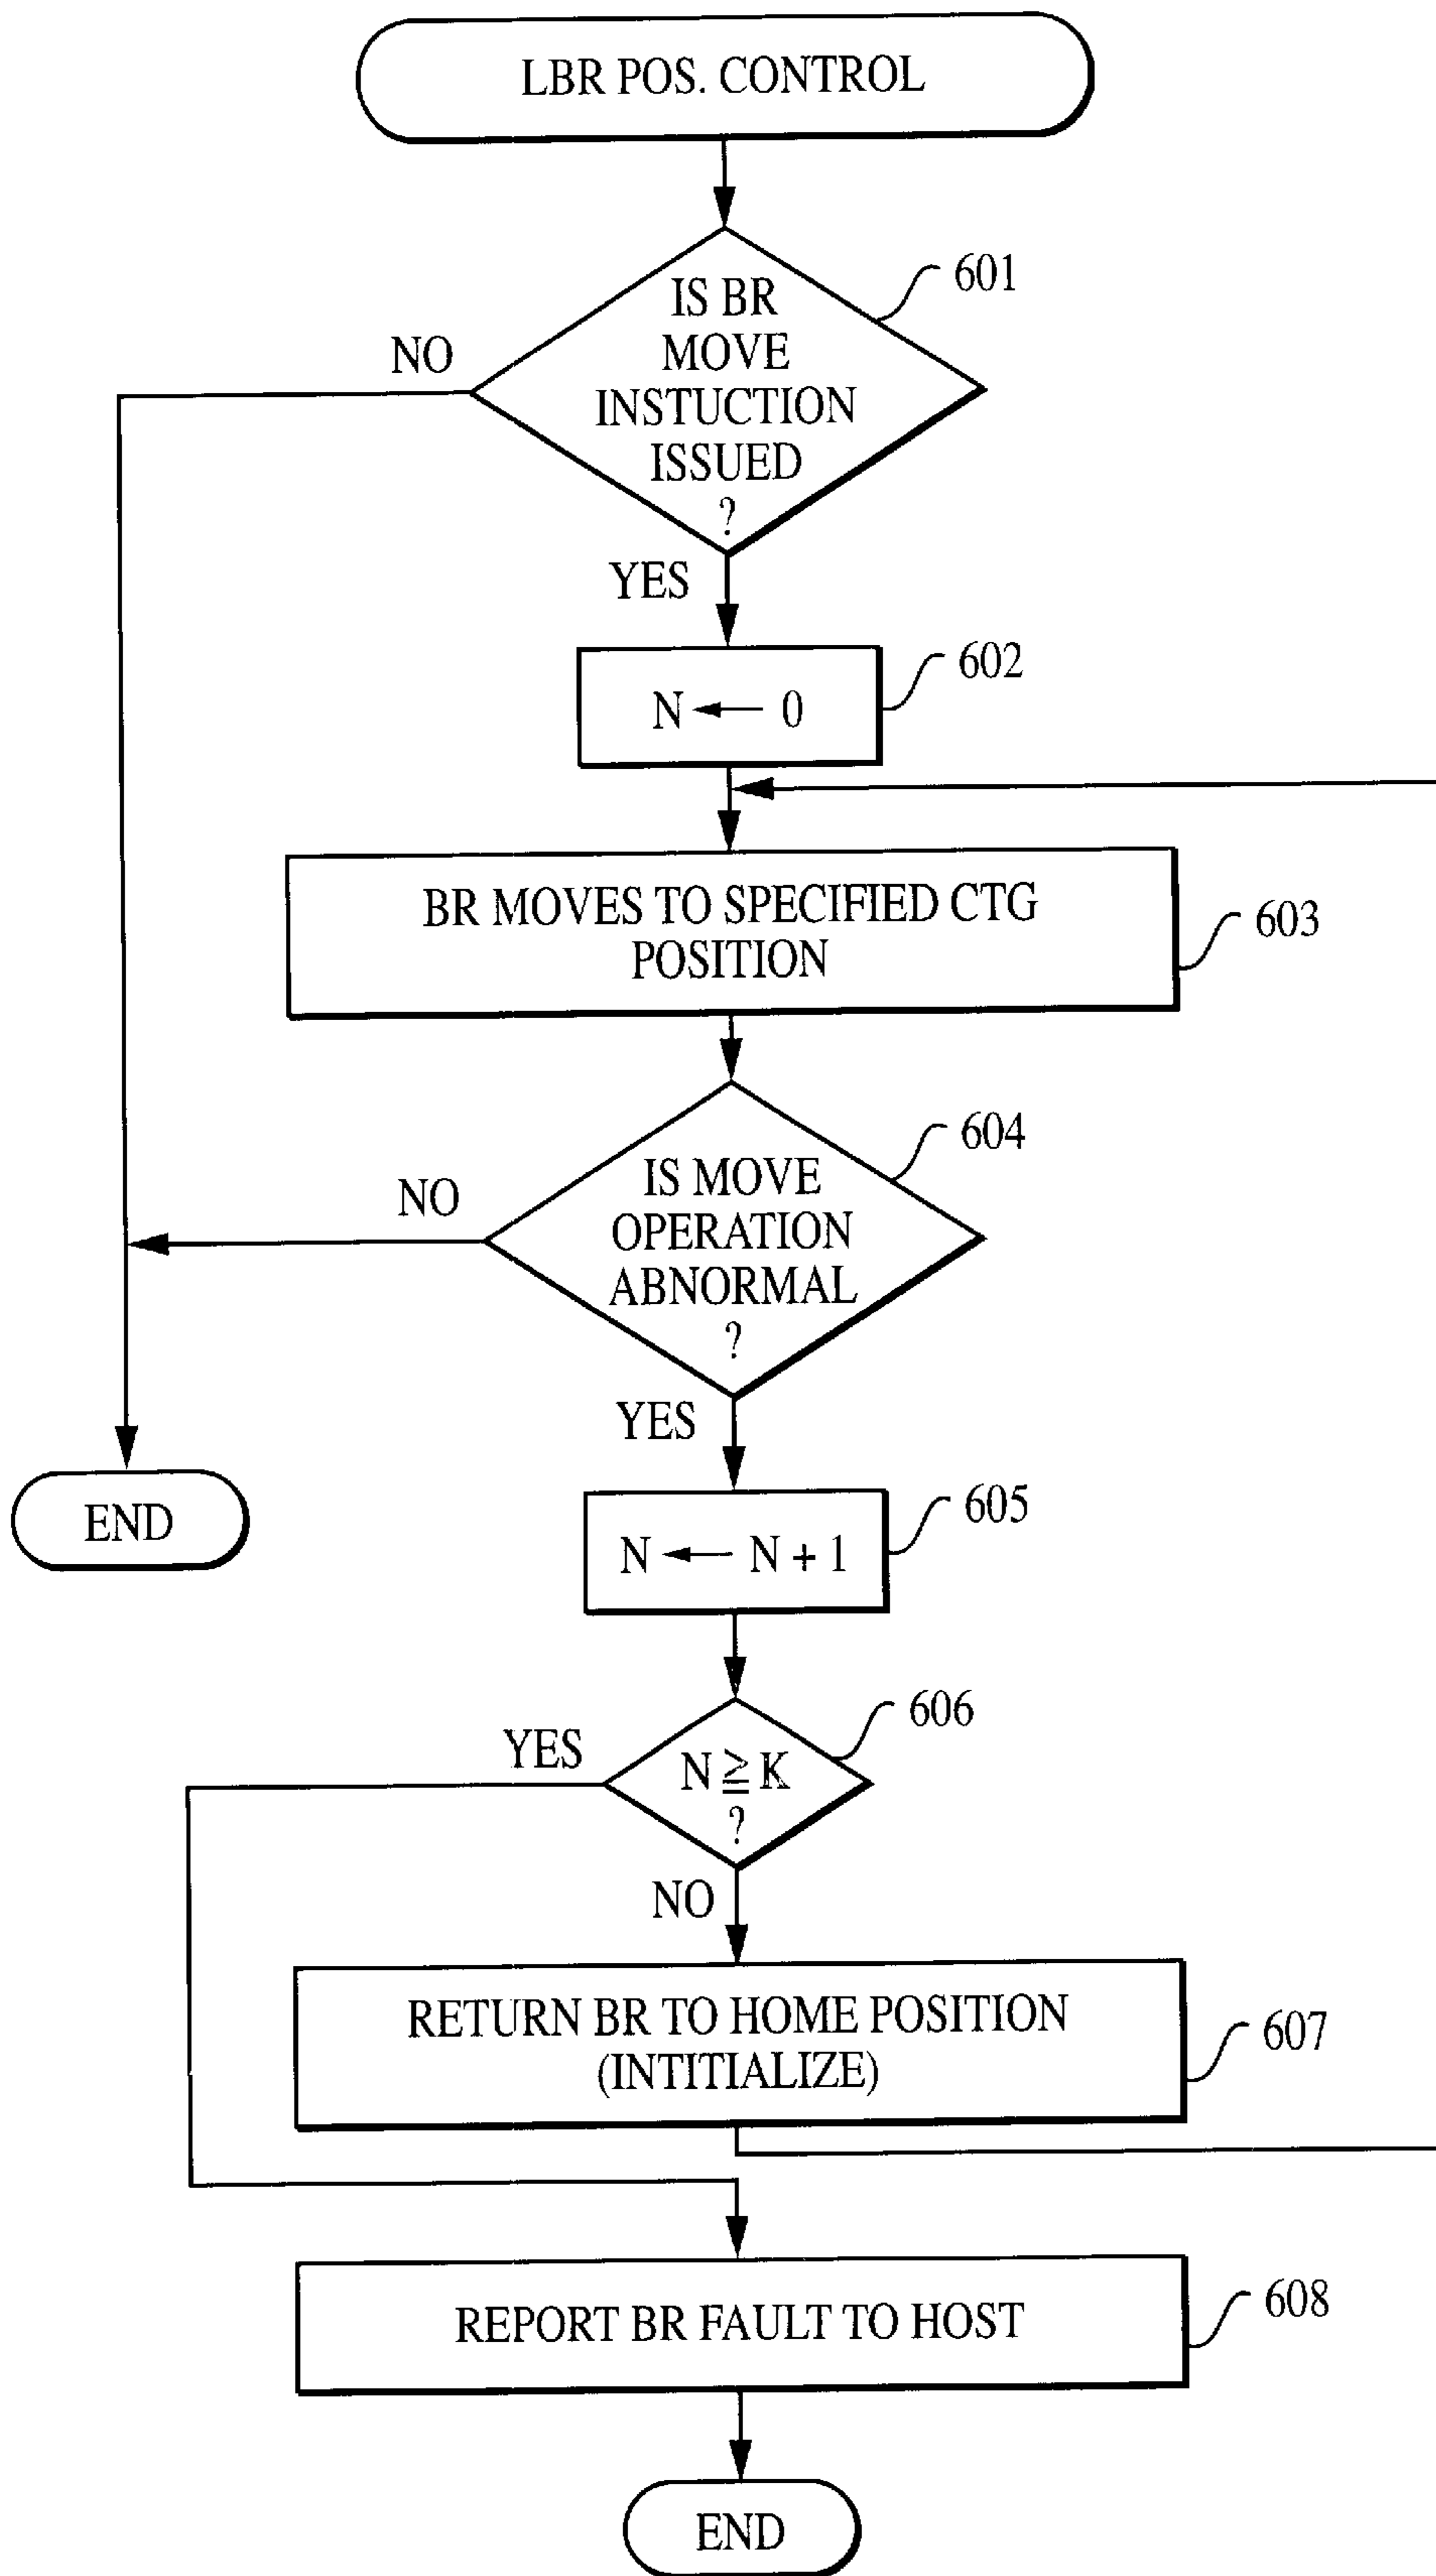 LBR POS. CONTROL
601
IS BR
MOVE
INSTUCTION
ISSUED
?
NO
YES
602
N ← 0
BR MOVES TO SPECIFIED CTG
POSITION
603
604
IS MOVE
OPERATION
ABNORMAL
?
NO
YES
END
605
N ← N + 1
606
YES
N ≧ K
?
NO
RETURN BR TO HOME POSITION
(INTITIALIZE)
607
REPORT BR FAULT TO HOST
608
END